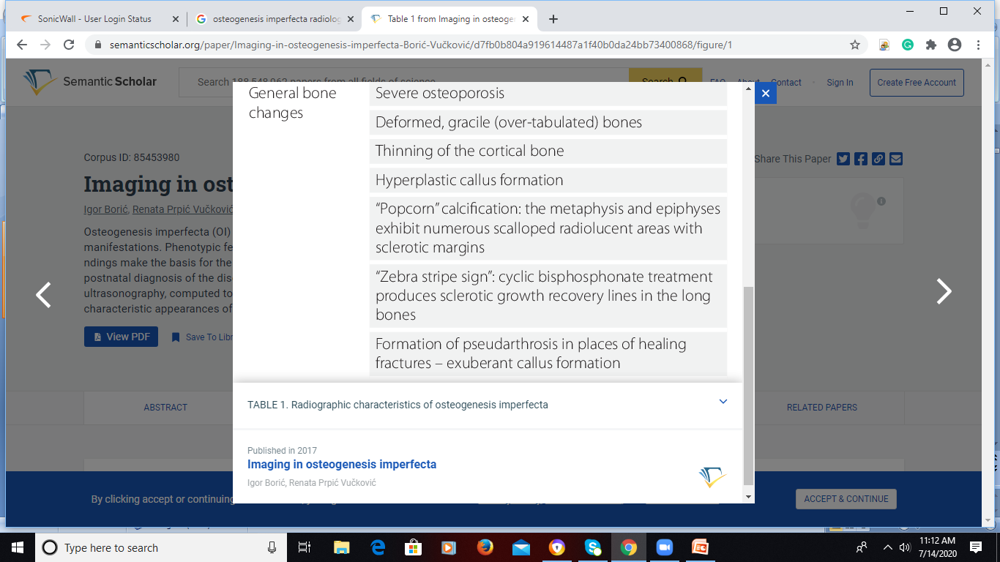 SonicWall - User Login Status
osteogenesis imperfecta radiolog
Table 1 from Imaging in osteoge
semanticscholar.org/paper/Imaging-in-osteogenesis-imperfecta-Borić-Vučković/d7fb0b804a919614487a1f40b0da24bb73400868/figure/1
Semantic Scholar
Search 188,548,962 papers from all fields of science
Search
FAQ
About
Contact
Sign In
Create Free Account
Corpus ID: 85453980
Share This Paper
Imaging in ost
Igor Borić, Renata Prpić Vučković
Osteogenesis imperfecta (OI)
manifestations. Phenotypic fe
ndings make the basis for the
postnatal diagnosis of the dis
ultrasonography, computed to
characteristic appearances of
View PDF
Save To Libr
General bone
changes
Severe osteoporosis
Deformed, gracile (over-tabulated) bones
Thinning of the cortical bone
Hyperplastic callus formation
“Popcorn” calcification: the metaphysis and epiphyses
exhibit numerous scalloped radiolucent areas with
sclerotic margins
“Zebra stripe sign”: cyclic bisphosphonate treatment
produces sclerotic growth recovery lines in the long
bones
Formation of pseudarthrosis in places of healing
fractures – exuberant callus formation
ABSTRACT
RELATED PAPERS
TABLE 1. Radiographic characteristics of osteogenesis imperfecta
Published in 2017
Imaging in osteogenesis imperfecta
Igor Borić, Renata Prpić Vučković
By clicking accept or continuing
ACCEPT & CONTINUE
Type here to search
11:12 AM
7/14/2020